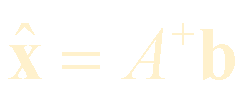 x̂ = A⁺b